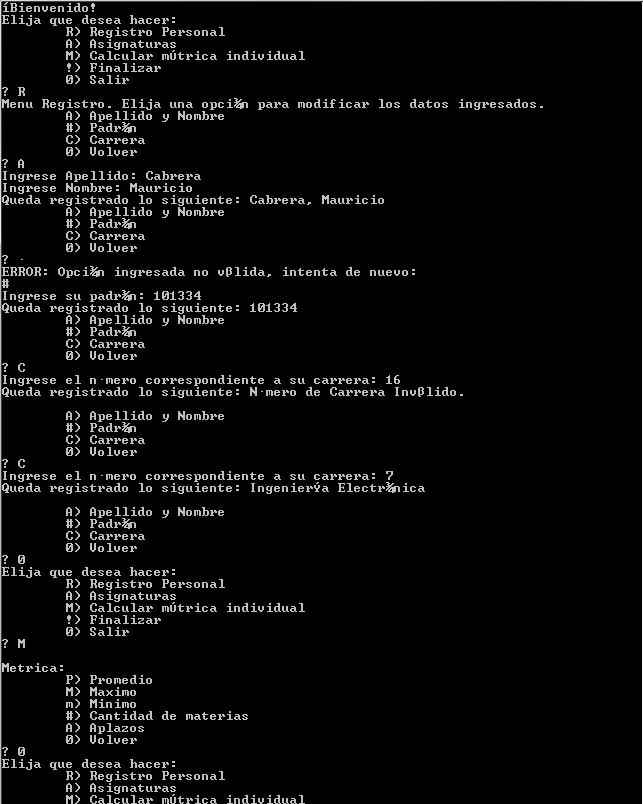 íBienvenido!
Elija que desea hacer:
R) Registro Personal
A) Asignaturas
M) Calcular mÚtrica individual
!) Finalizar
0) Salir
? R
Menu Registro. Elija una opci¾n para modificar los datos ingresados.
A) Apellido y Nombre
#) Padr¾n
C) Carrera
0) Volver
? A
Ingrese Apellido: Cabrera
Ingrese Nombre: Mauricio
Queda registrado lo siguiente: Cabrera, Mauricio
A) Apellido y Nombre
#) Padr¾n
C) Carrera
0) Volver
? ·
ERROR: Opci¾n ingresada no vßlida, intenta de nuevo:
#
Ingrese su padr¾n: 101334
Queda registrado lo siguiente: 101334
A) Apellido y Nombre
#) Padr¾n
C) Carrera
0) Volver
? C
Ingrese el n·mero correspondiente a su carrera: 16
Queda registrado lo siguiente: N·mero de Carrera Invßlido.
A) Apellido y Nombre
#) Padr¾n
C) Carrera
0) Volver
? C
Ingrese el n·mero correspondiente a su carrera: 7
Queda registrado lo siguiente: IngenierÝa Electr¾nica
A) Apellido y Nombre
#) Padr¾n
C) Carrera
0) Volver
? 0
Elija que desea hacer:
R) Registro Personal
A) Asignaturas
M) Calcular mÚtrica individual
!) Finalizar
0) Salir
? M
Metrica:
P) Promedio
M) Maximo
m) Minimo
#) Cantidad de materias
A) Aplazos
0) Volver
? 0
Elija que desea hacer:
R) Registro Personal
A) Asignaturas
M) Calcular mÚtrica individual